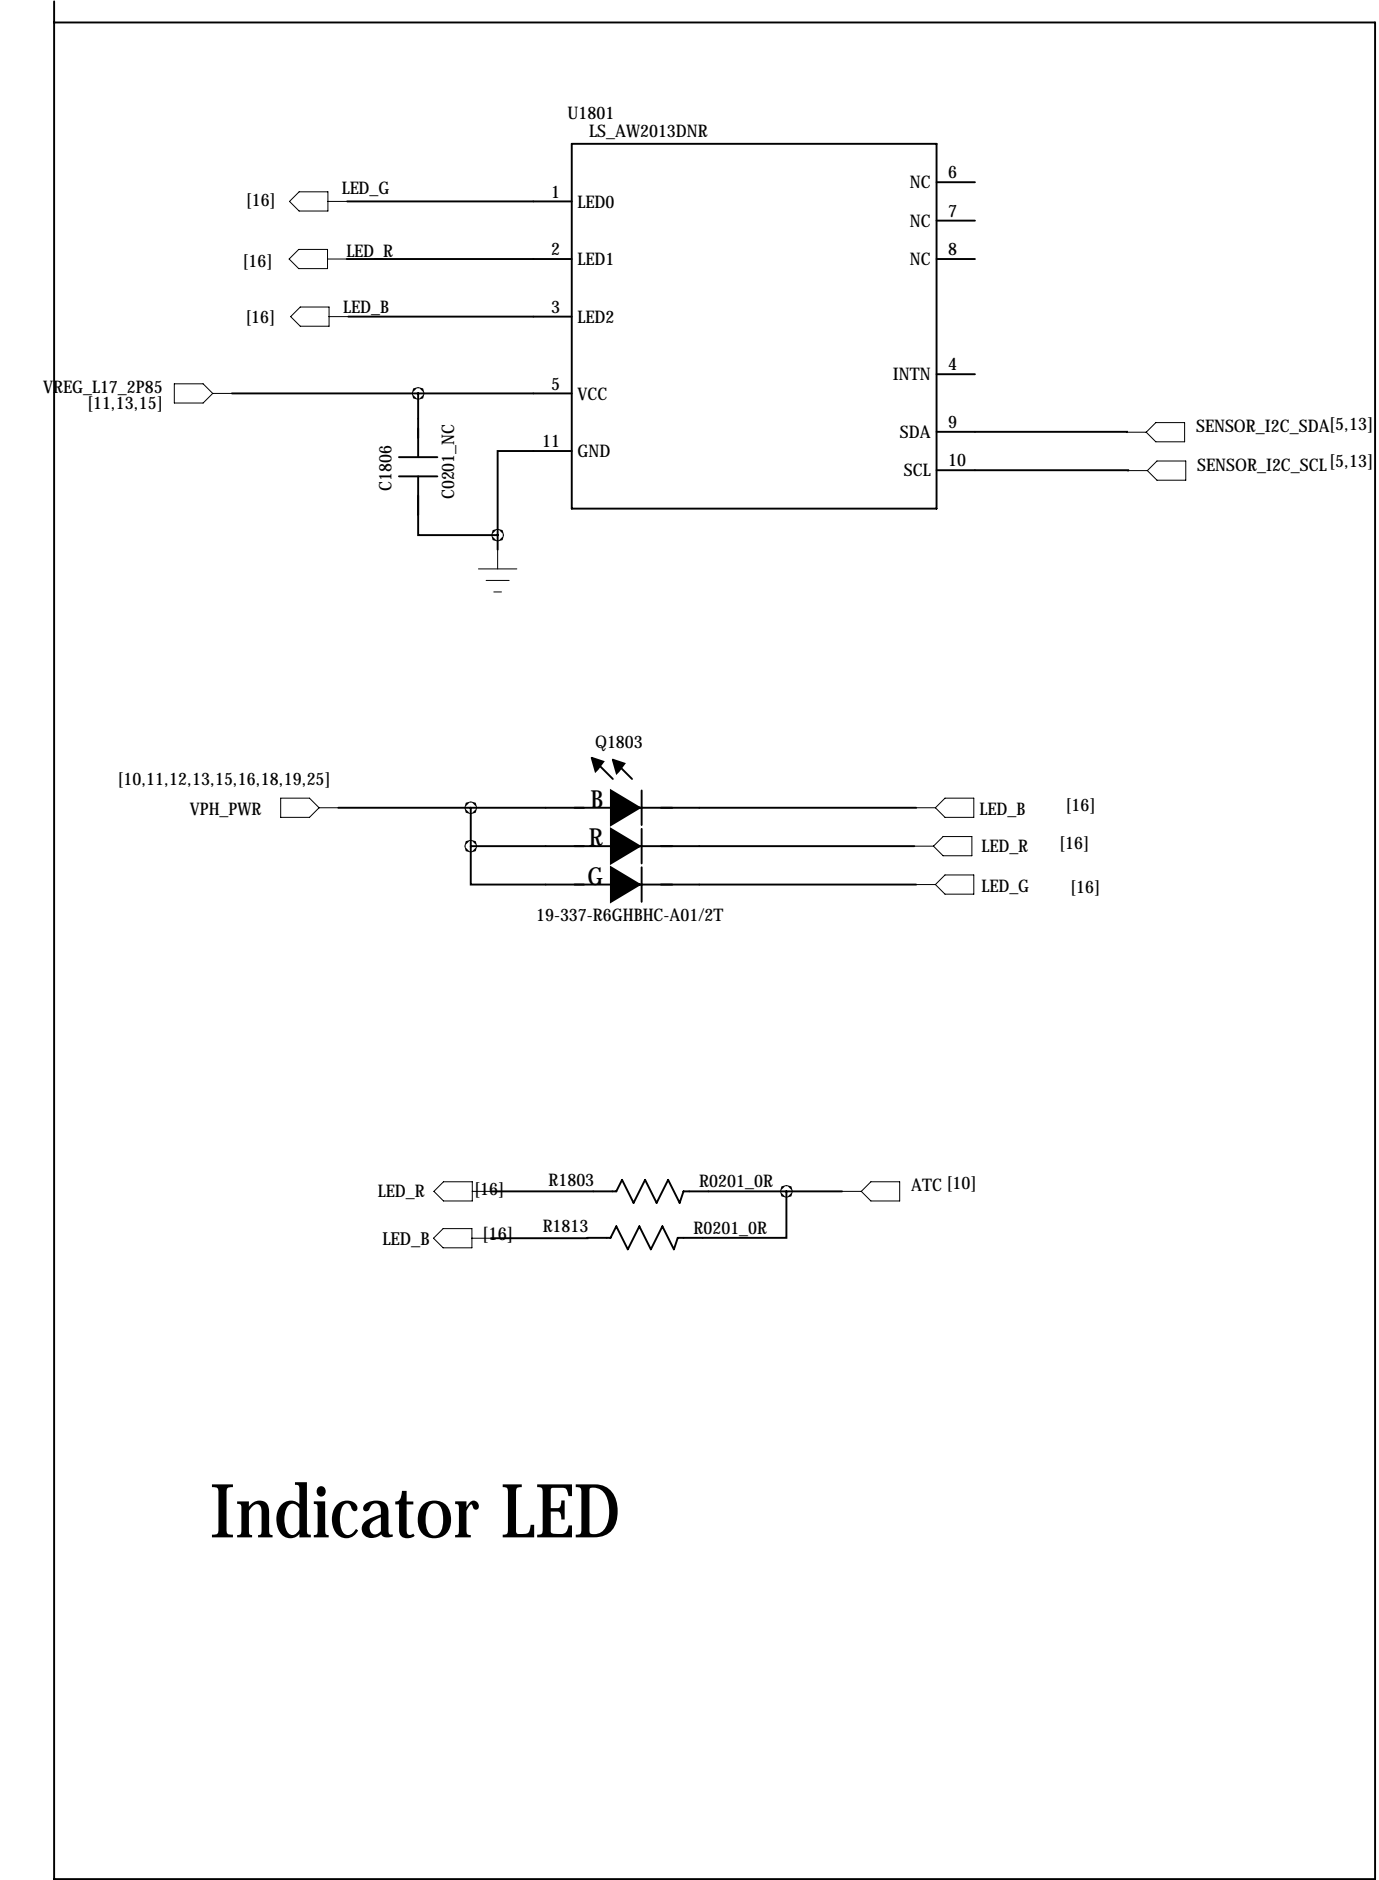 U1801
LS_AW2013DNR
[16] LED_G 1 LED0
[16] LED_R 2 LED1
[16] LED_B 3 LED2
VREG_L17_2P85 5 VCC
[11,13,15]
11 GND
C1806
C0201_NC
NC 6
NC 7
NC 8
INTN 4
SDA 9 SENSOR_I2C_SDA [5,13]
SCL 10 SENSOR_I2C_SCL [5,13]
Q1803
[10,11,12,13,15,16,18,19,25]
VPH_PWR B LED_B [16]
R LED_R [16]
G LED_G [16]
19-337-R6GHBHC-A01/2T
LED_R [16] R1803 R0201_0R ATC [10]
LED_B [16] R1813 R0201_0R
Indicator LED